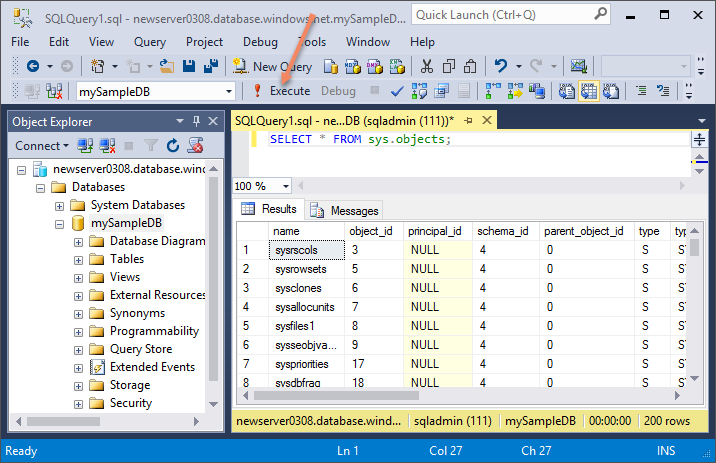 SQLQuery1.sql - newserver0308.database.windows.net.mySampleD...
Quick Launch (Ctrl+Q)
File Edit View Query Project Debug Tools Window Help
New Query
mySampleDB Execute Debug
Object Explorer
Connect
newserver0308.database.wind
Databases
System Databases
mySampleDB
Database Diagram
Tables
Views
External Resources
Synonyms
Programmability
Query Store
Extended Events
Storage
Security
SQLQuery1.sql - ne...DB (sqladmin (111))*
SELECT * FROM sys.objects;
100 %
Results Messages
name object_id principal_id schema_id parent_object_id type typ
1 sysrscols 3 NULL 4 0 S S
2 sysrowsets 5 NULL 4 0 S S
3 sysclones 6 NULL 4 0 S S
4 sysallocunits 7 NULL 4 0 S S
5 sysfiles1 8 NULL 4 0 S S
6 sysseobjva... 9 NULL 4 0 S S
7 syspriorities 17 NULL 4 0 S S
8 sysdbfrag 18 NULL 4 0 S S
newserver0308.database.wind... sqladmin (111) mySampleDB 00:00:00 200 rows
Ready Ln 1 Col 27 Ch 27 INS